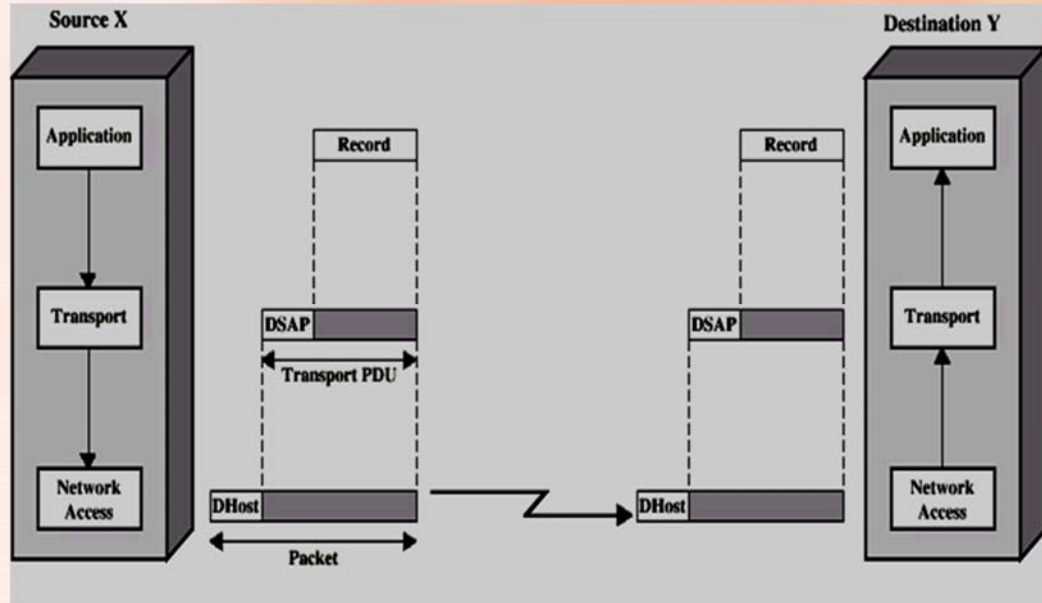 Source X
Destination Y
Application
Record
Record
Application
Transport
DSAP
DSAP
Transport
Transport PDU
Network
Access
DHost
DHost
Network
Access
Packet